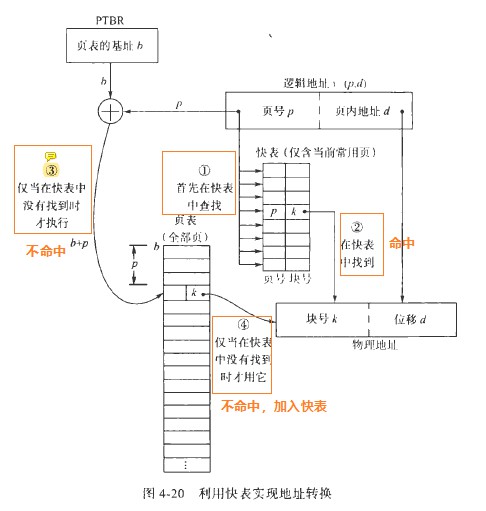 PTBR
页表的基址 b
b
逻辑地址 (p,d)
p
页号 p
页内地址 d
快表 (仅含当前常用页)
①
首先在快表
中查找
③
仅当在快表中
没有找到时
才执行
不命中
b+p
页表
(全部页)
b
p
k
p
k
页号 块号
②
在快表
中找到
命中
块号 k
位移 d
物理地址
④
仅当在快表
中没有找到
时才用它
不命中，加入快表
图 4-20 利用快表实现地址转换